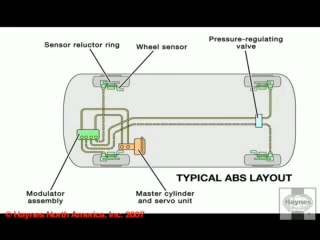 Sensor reluctor ring
Wheel sensor
Pressure-regulating
valve
TYPICAL ABS LAYOUT
Modulator
assembly
Master cylinder
and servo unit
Haynes
© Haynes North America, Inc. 2007